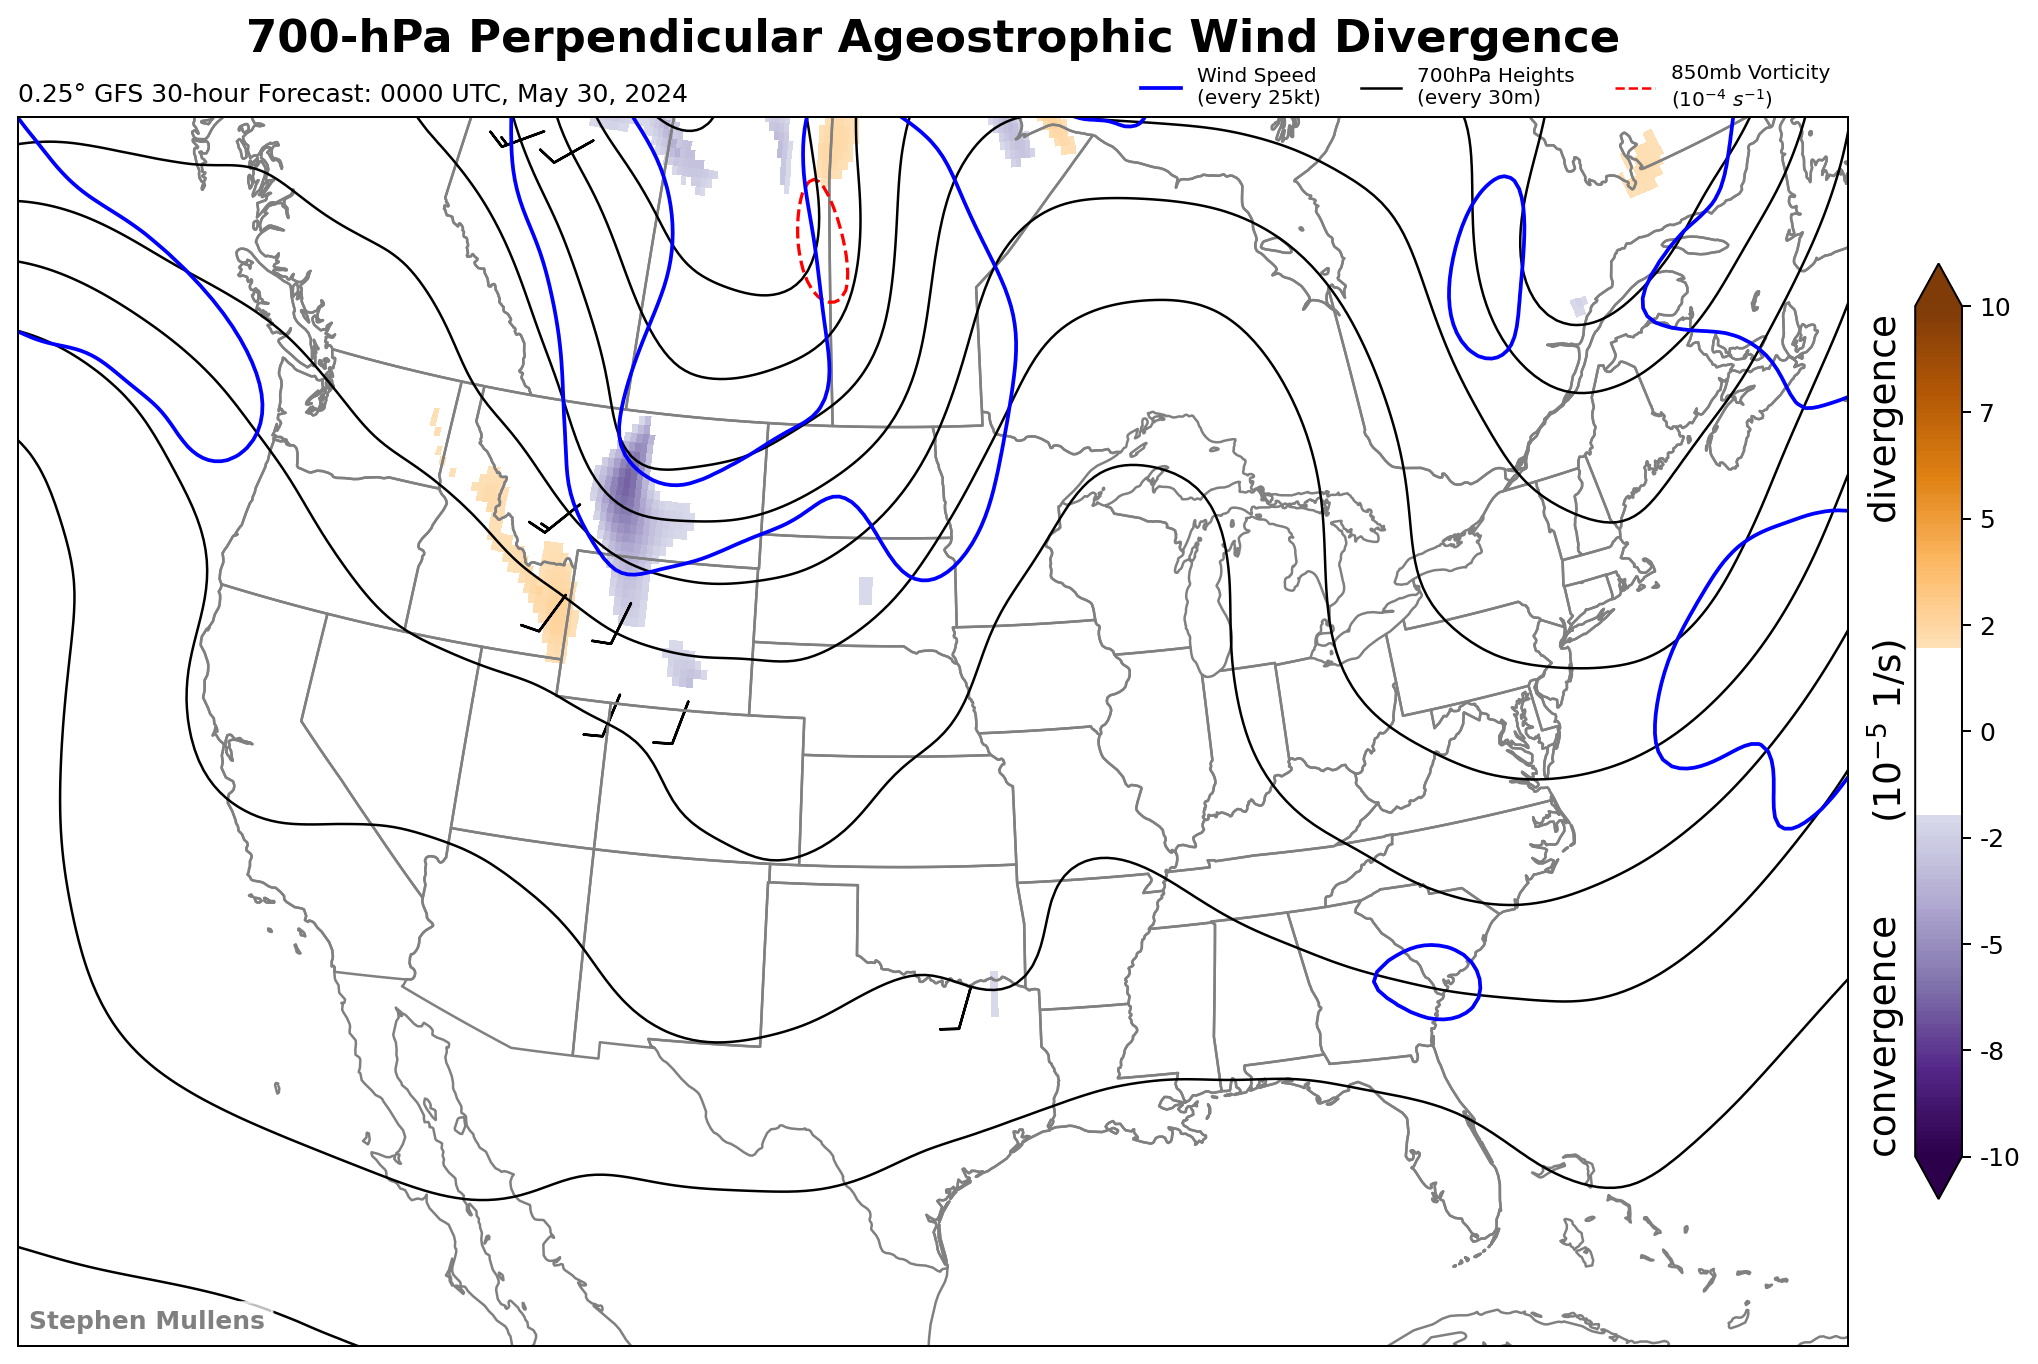 700-hPa Perpendicular Ageostrophic Wind Divergence
0.25° GFS 30-hour Forecast: 0000 UTC, May 30, 2024
Wind Speed
(every 25kt)
700hPa Heights
(every 30m)
850mb Vorticity
(10⁻⁴ s⁻¹)
10
7
5
2
0
-2
-5
-8
-10
convergence (10⁻⁵ 1/s) divergence
Stephen Mullens